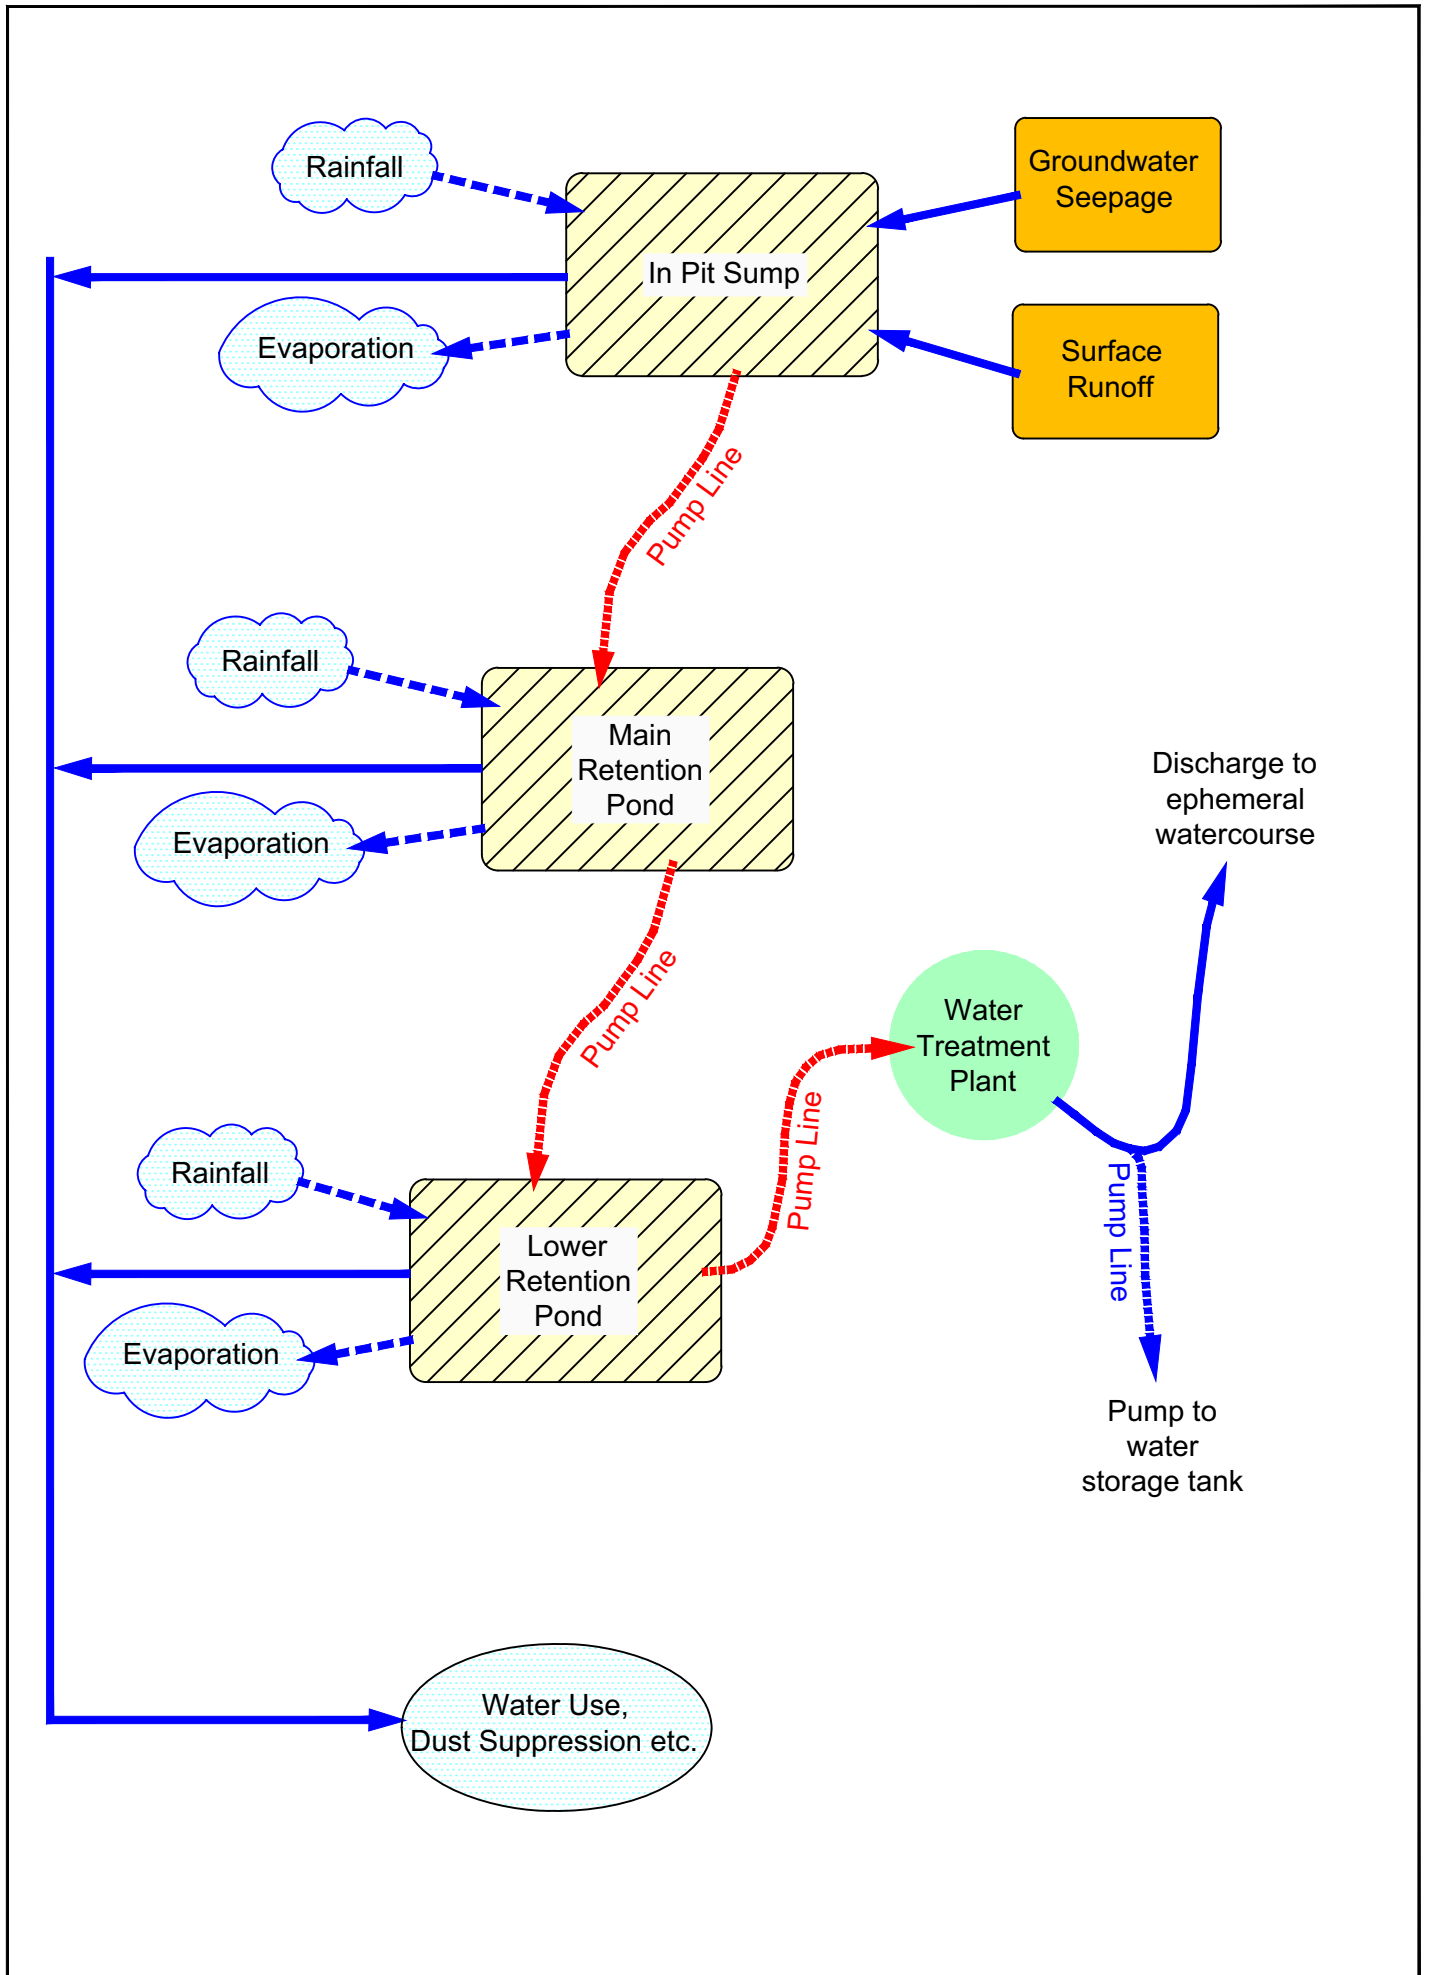 Rainfall
Groundwater
Seepage
In Pit Sump
Evaporation
Surface
Runoff
Pump Line
Rainfall
Main
Retention
Pond
Evaporation
Discharge to
ephemeral
watercourse
Pump Line
Water
Treatment
Plant
Pump Line
Pump Line
Rainfall
Lower
Retention
Pond
Evaporation
Pump to
water
storage tank
Water Use,
Dust Suppression etc.